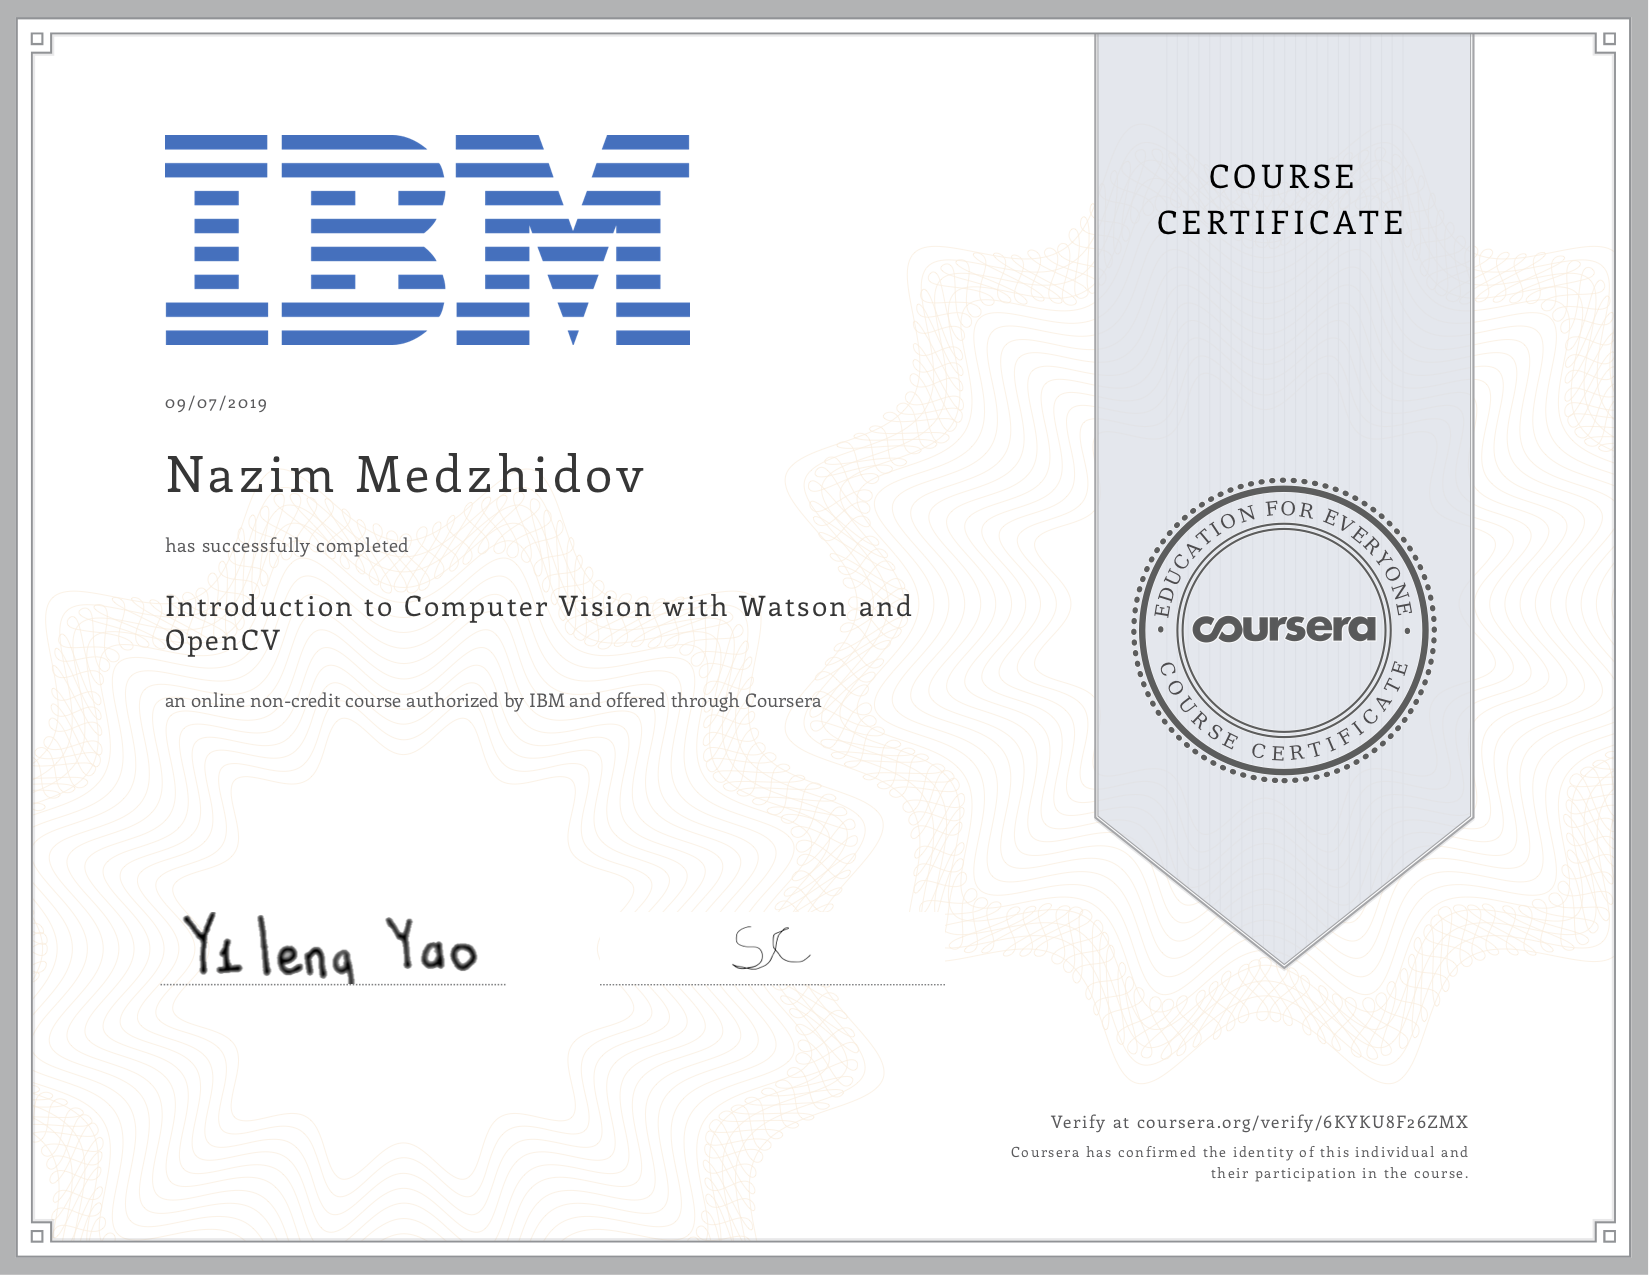 IBM
09/07/2019
Nazim Medzhidov
has successfully completed
Introduction to Computer Vision with Watson and
OpenCV
an online non-credit course authorized by IBM and offered through Coursera
Yi leng Yao
SC
COURSE
CERTIFICATE
EDUCATION FOR EVERYONE
coursera
COURSE CERTIFICATE
Verify at coursera.org/verify/6KYKU8F26ZMX
Coursera has confirmed the identity of this individual and
their participation in the course.